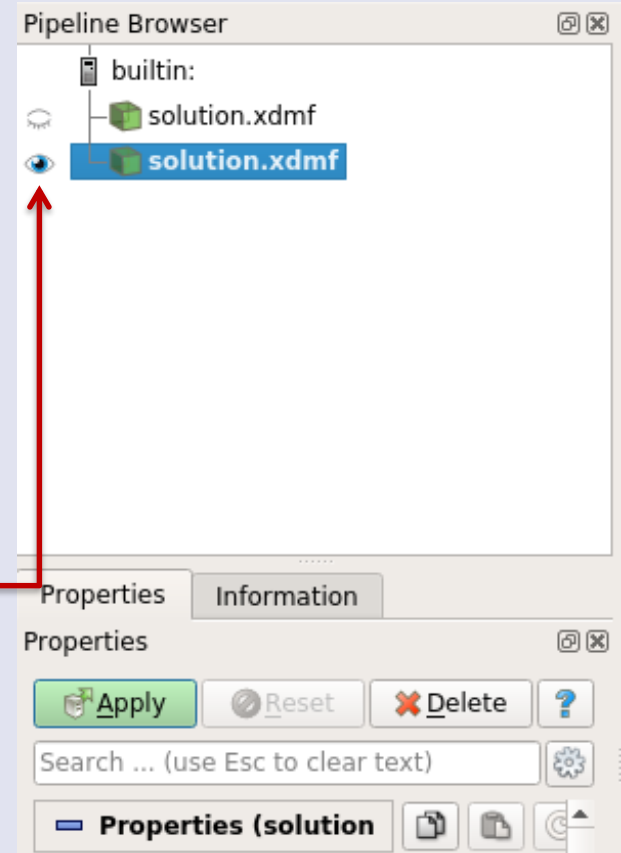 Pipeline Browser
builtin:
solution.xdmf
solution.xdmf
Properties Information
Properties
Apply Reset Delete ?
Search ... (use Esc to clear text)
Properties (solution